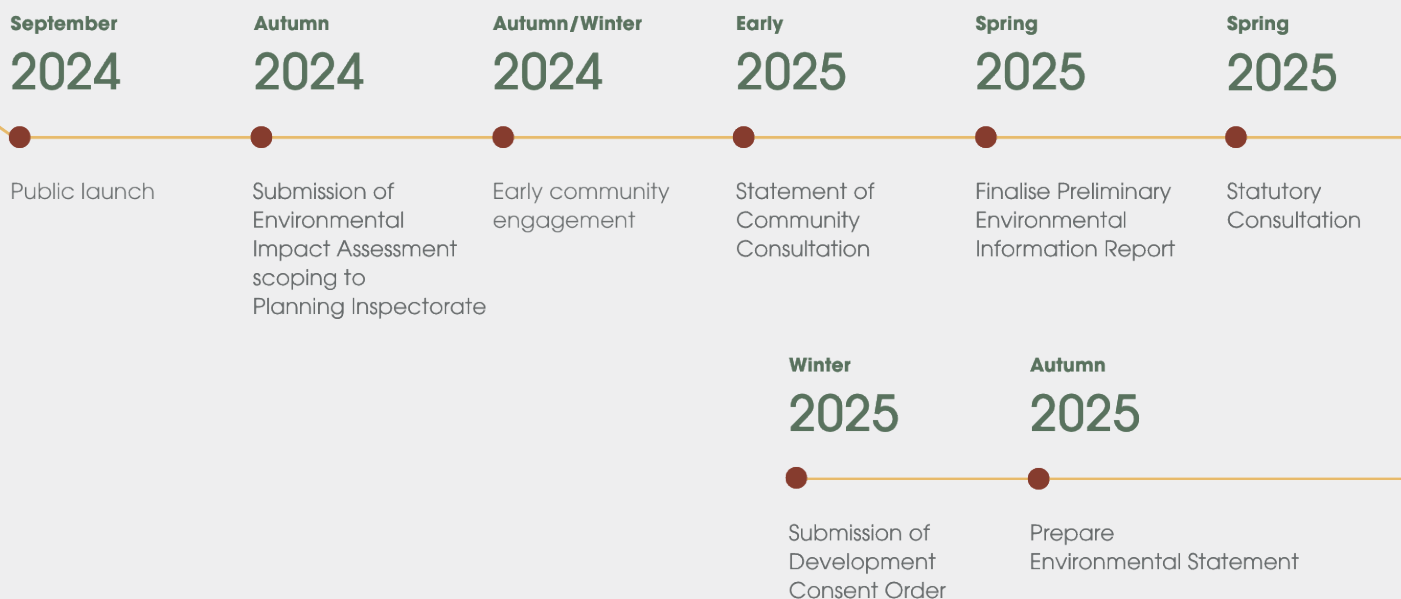 September
2024
Public launch
Autumn
2024
Submission of
Environmental
Impact Assessment
scoping to
Planning Inspectorate
Autumn/Winter
2024
Early community
engagement
Early
2025
Statement of
Community
Consultation
Spring
2025
Finalise Preliminary
Environmental
Information Report
Spring
2025
Statutory
Consultation
Winter
2025
Submission of
Development
Consent Order
Autumn
2025
Prepare
Environmental Statement